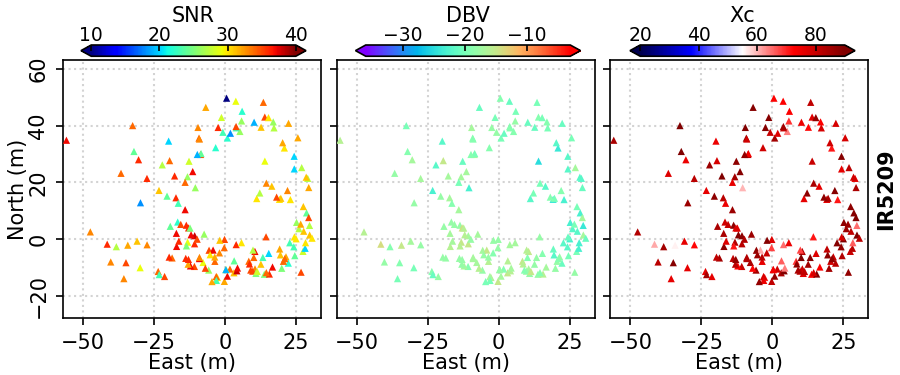 SNR DBV Xc
10 20 30 40 −30 −20 −10 20 40 60 80
60
40
20
0
−20
North (m)
−50 −25 0 25 −50 −25 0 25 −50 −25 0 25
East (m) East (m) East (m)
IR5209